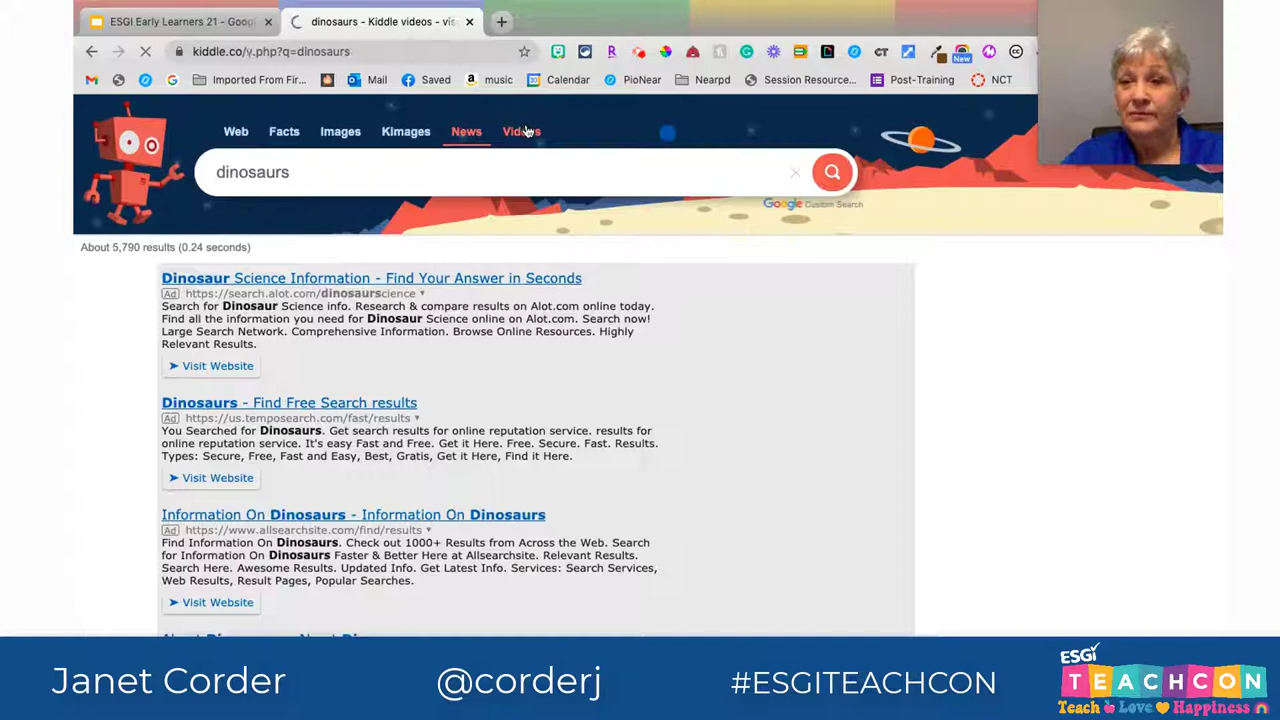 ESGI Early Learners 21 - Goog
dinosaurs - Kiddle videos - vis
kiddle.co/v.php?q=dinosaurs
CT
New
Imported From Fir...
Mail
Saved
music
Calendar
PioNear
Nearpd
Session Resource...
Post-Training
NCT
Web
Facts
Images
Kimages
News
Videos
dinosaurs
Google Custom Search
About 5,790 results (0.24 seconds)
Dinosaur Science Information - Find Your Answer in Seconds
Ad https://search.alot.com/dinosaurscience
Search for Dinosaur Science info. Research & compare results on Alot.com online today.
Find all the information you need for Dinosaur Science online on Alot.com. Search now!
Large Search Network. Comprehensive Information. Browse Online Resources. Highly
Relevant Results.
Visit Website
Dinosaurs - Find Free Search results
Ad https://us.temposearch.com/fast/results
You Searched for Dinosaurs. Get search results for online reputation service. results for
online reputation service. It's easy Fast and Free. Get it Here. Free. Secure. Fast. Results.
Types: Secure, Free, Fast and Easy, Best, Gratis, Get it Here, Find it Here.
Visit Website
Information On Dinosaurs - Information On Dinosaurs
Ad https://www.allsearchsite.com/find/results
Find Information On Dinosaurs. Check out 1000+ Results from Across the Web. Search
for Information On Dinosaurs Faster & Better Here at Allsearchsite. Relevant Results.
Search Here. Awesome Results. Updated Info. Get Latest Info. Services: Search Services,
Web Results, Result Pages, Popular Searches.
Visit Website
Janet Corder
@corderj
#ESGITEACHCON
ESGI
TEACHCON
Teach Love Happiness